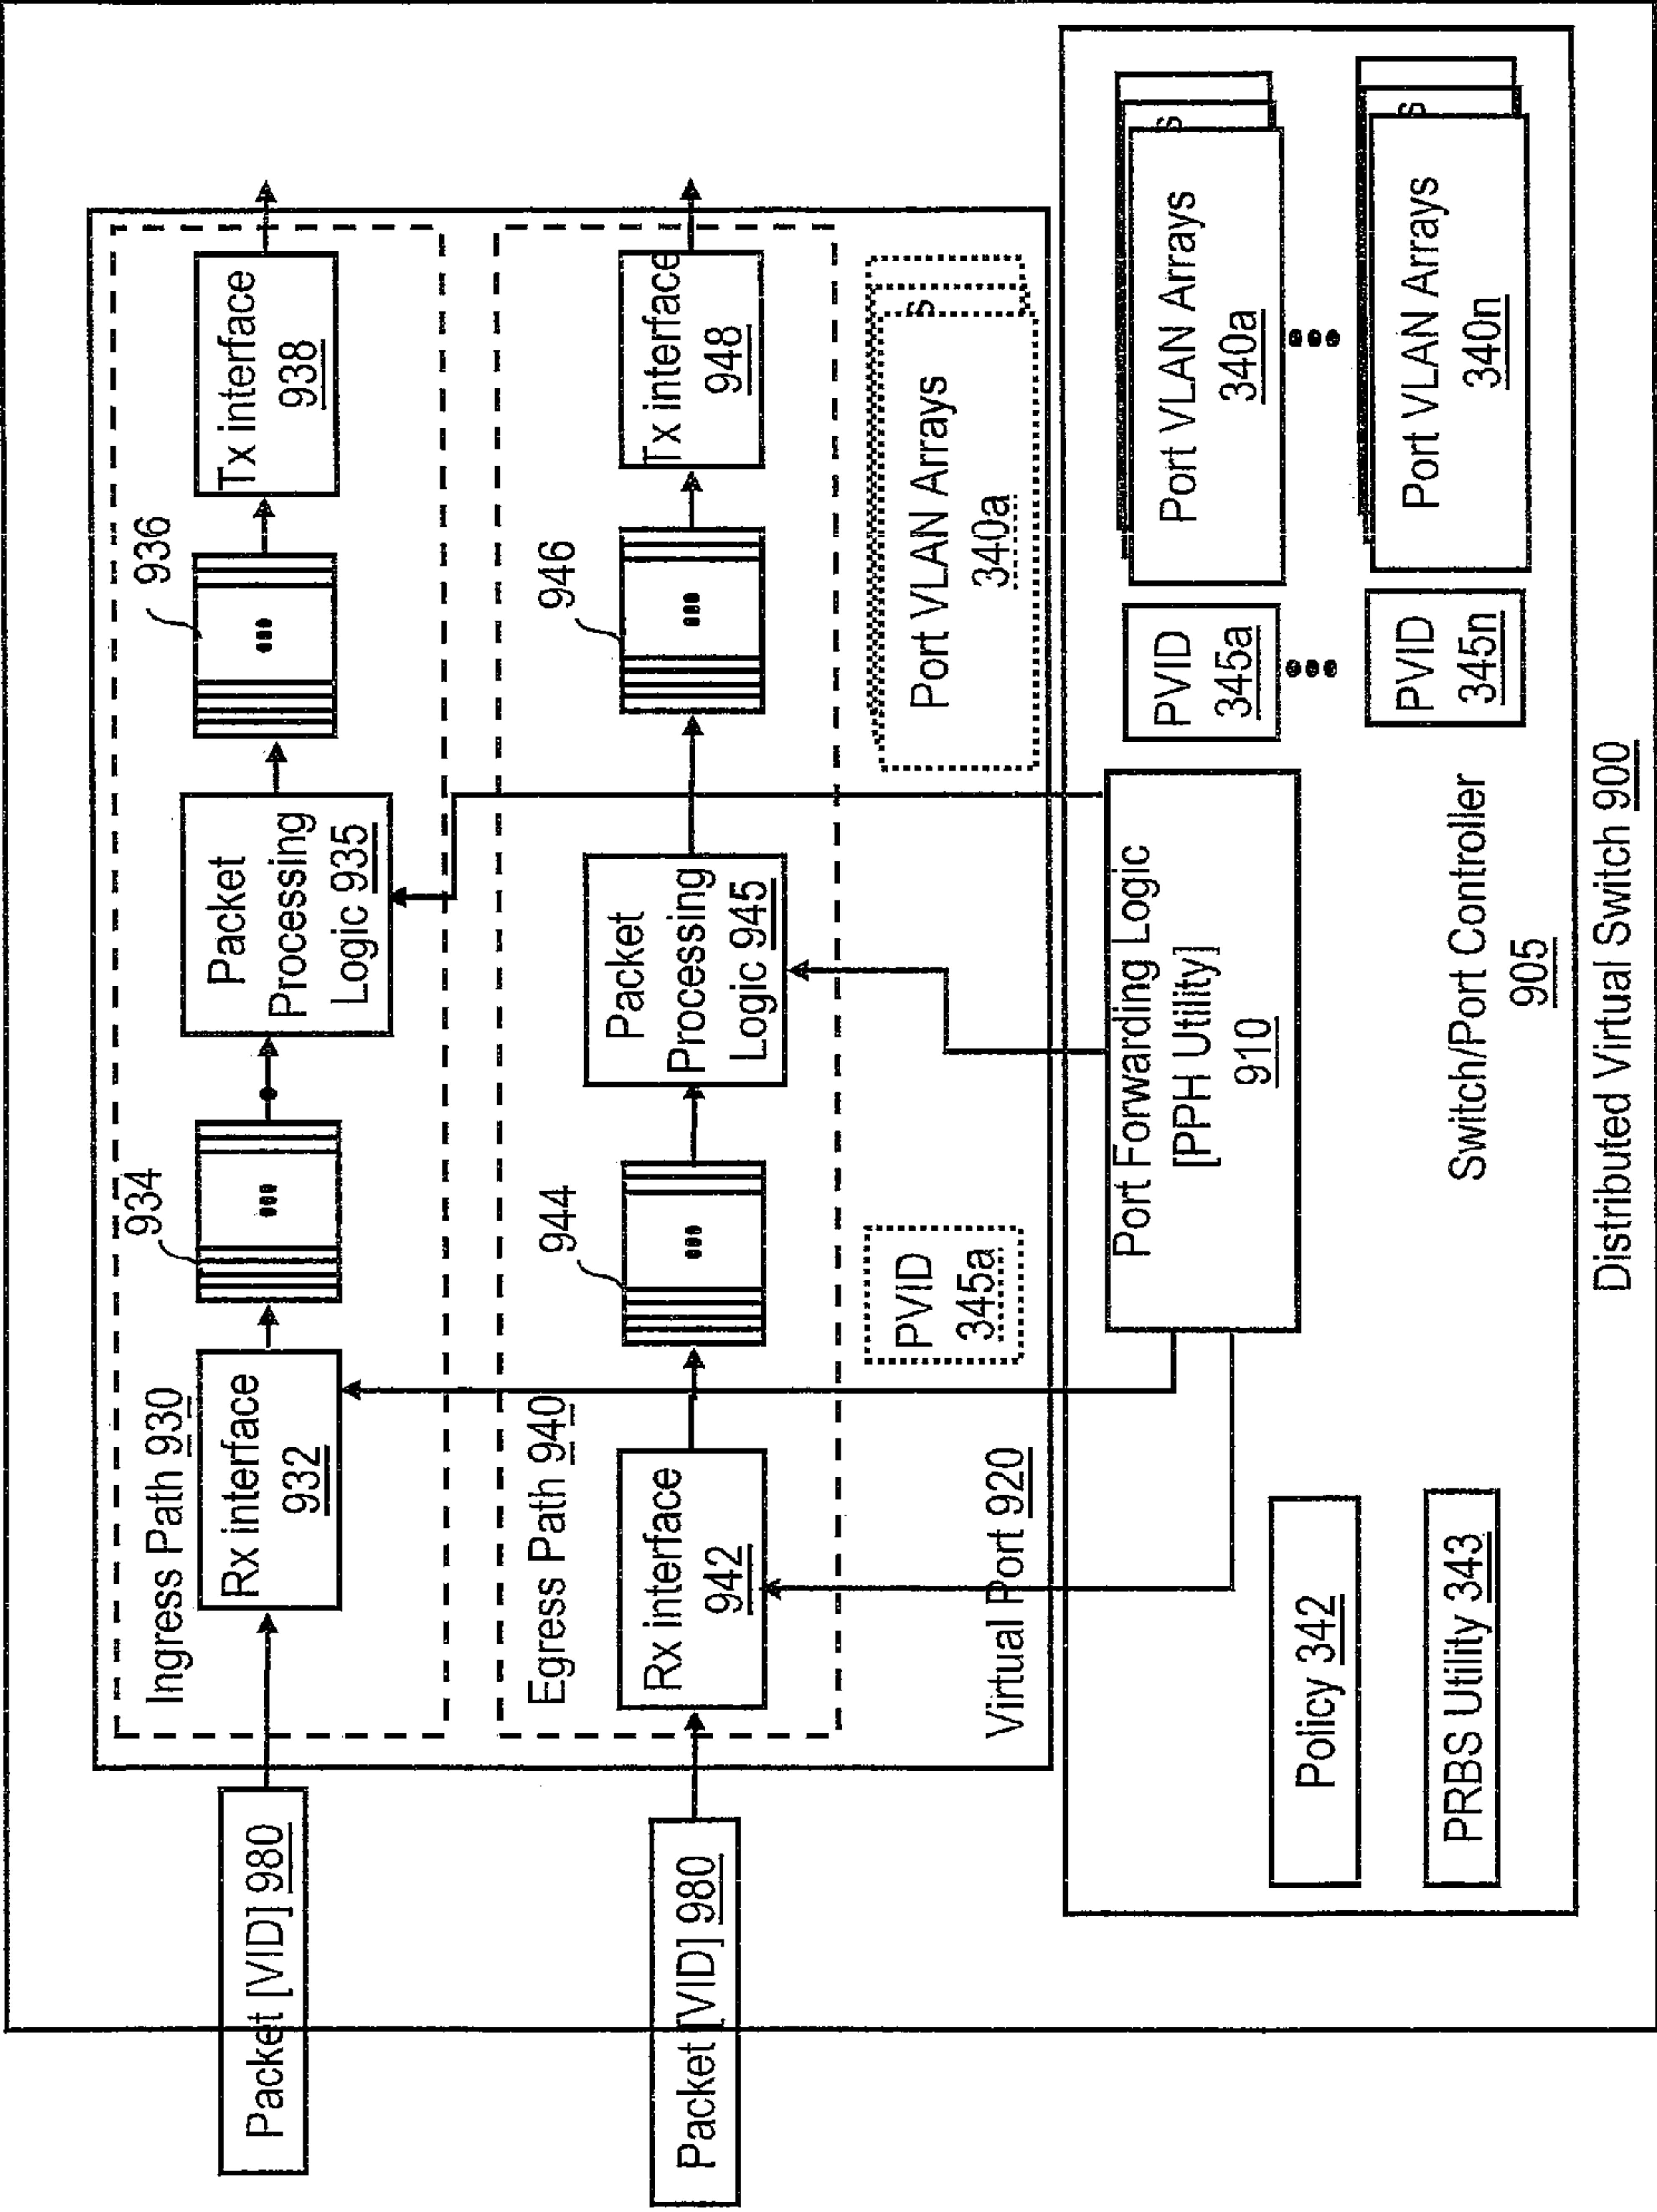 Packet [VID] 980
Ingress Path 930
Rx interface
932
934
Packet
Processing
Logic 935
936
Tx interface
938
Packet [VID] 980
Egress Path 940
Rx interface
942
944
Packet
Processing
Logic 945
946
Tx interface
948
Virtual Port 920
PVID
345a
Port VLAN Arrays
340a
s
Policy 342
PRBS Utility 343
Port Forwarding Logic
[PPH Utility]
910
PVID
345a
Port VLAN Arrays
340a
s
PVID
345n
Port VLAN Arrays
340n
s
Switch/Port Controller
905
Distributed Virtual Switch 900